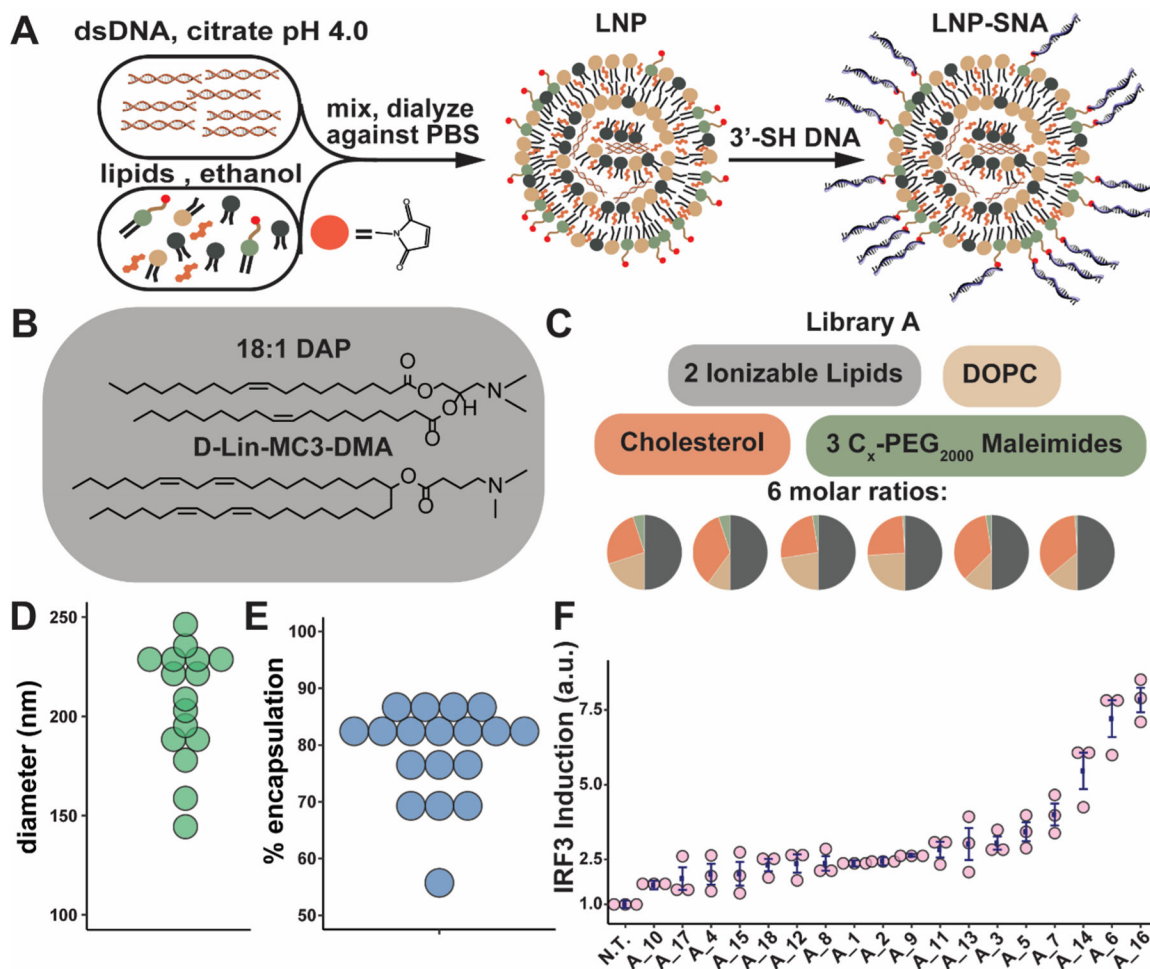 A
dsDNA, citrate pH 4.0
lipids , ethanol
mix, dialyze
against PBS
N
O
O
LNP
3'-SH DNA
LNP-SNA
B
18:1 DAP
O
O
N
O
H
O
D-Lin-MC3-DMA
O
O
N
C
Library A
2 Ionizable Lipids
DOPC
Cholesterol
3 Cₓ-PEG₂₀₀₀ Maleimides
6 molar ratios:
D
diameter (nm)
250
200
150
100
E
% encapsulation
100
90
80
70
60
50
F
IRF3 Induction (a.u.)
7.5
5.0
2.5
1.0
N.T.
A_10
A_17
A_4
A_15
A_18
A_12
A_8
A_1
A_2
A_9
A_11
A_13
A_3
A_5
A_7
A_14
A_6
A_16